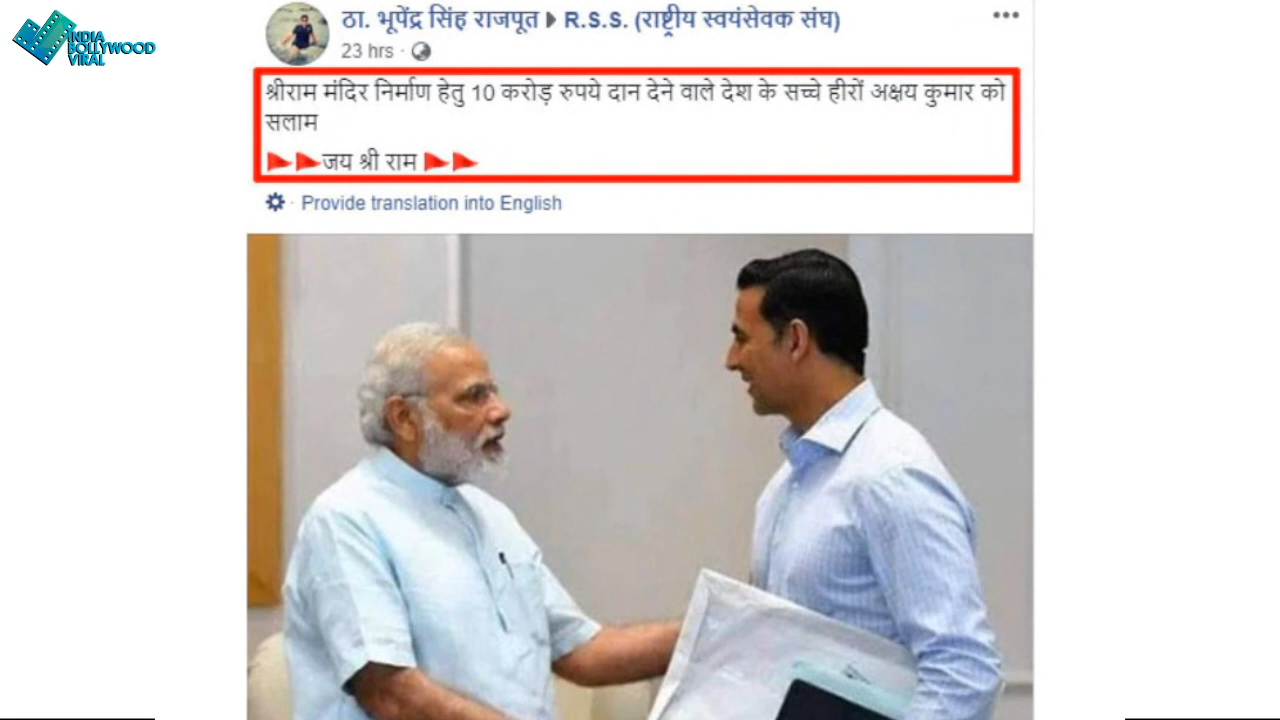 INDIA
BOLLYWOOD
VIRAL
ठा. भूपेंद्र सिंह राजपूत ▶ R.S.S. (राष्ट्रीय स्वयंसेवक संघ)
23 hrs ·
श्रीराम मंदिर निर्माण हेतु 10 करोड़ रुपये दान देने वाले देश के सच्चे हीरों अक्षय कुमार को
सलाम
🚩🚩जय श्री राम 🚩🚩
· Provide translation into English